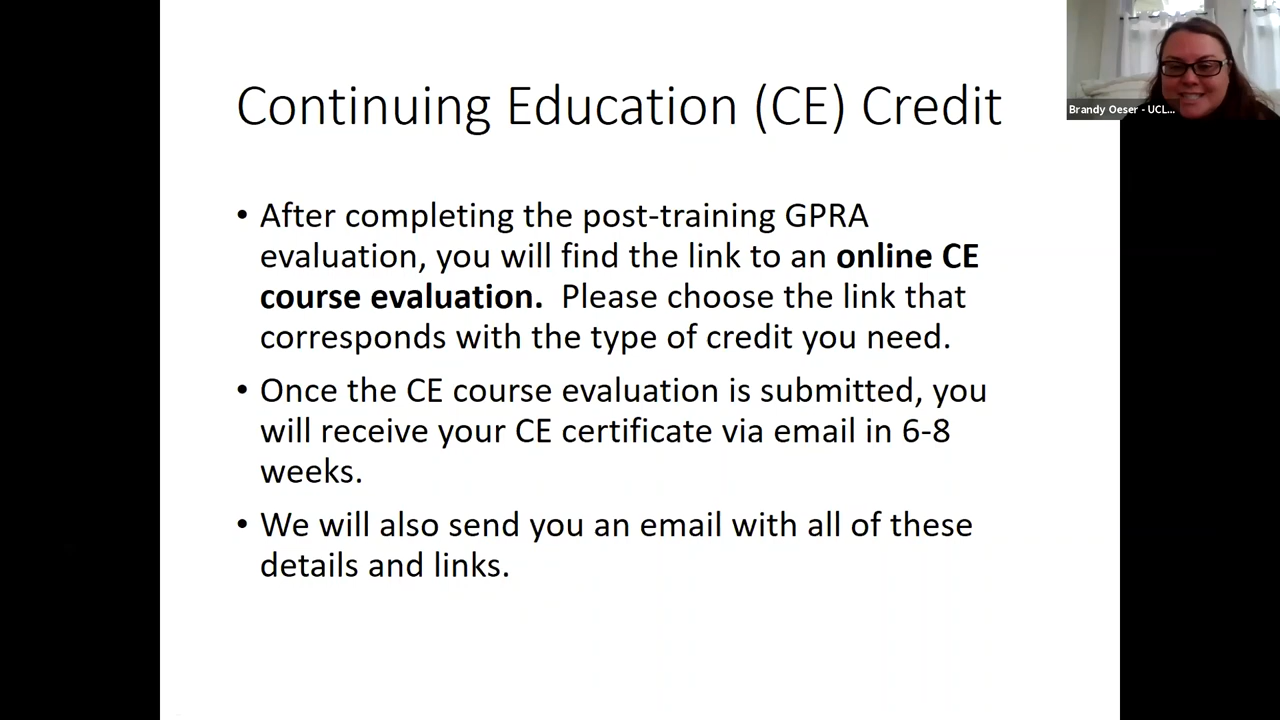 Continuing Education (CE) Credit
Brandy Oeser - UCL...
• After completing the post-training GPRA
evaluation, you will find the link to an online CE
course evaluation.  Please choose the link that
corresponds with the type of credit you need.
• Once the CE course evaluation is submitted, you
will receive your CE certificate via email in 6-8
weeks.
• We will also send you an email with all of these
details and links.